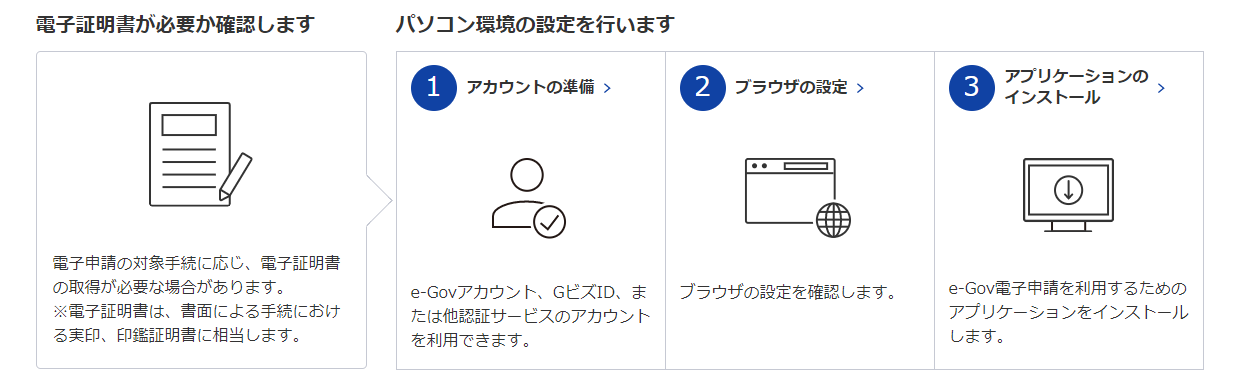 電子証明書が必要か確認します
電子申請の対象手続に応じ、電子証明書
の取得が必要な場合があります。
※電子証明書は、書面による手続におけ
る実印、印鑑証明書に相当します。
パソコン環境の設定を行います
1 アカウントの準備
e-Govアカウント、GビズID、ま
たは他認証サービスのアカウント
を利用できます。
2 ブラウザの設定
ブラウザの設定を確認します。
3 アプリケーションの
インストール
e-Gov電子申請を利用するための
アプリケーションをインストール
します。